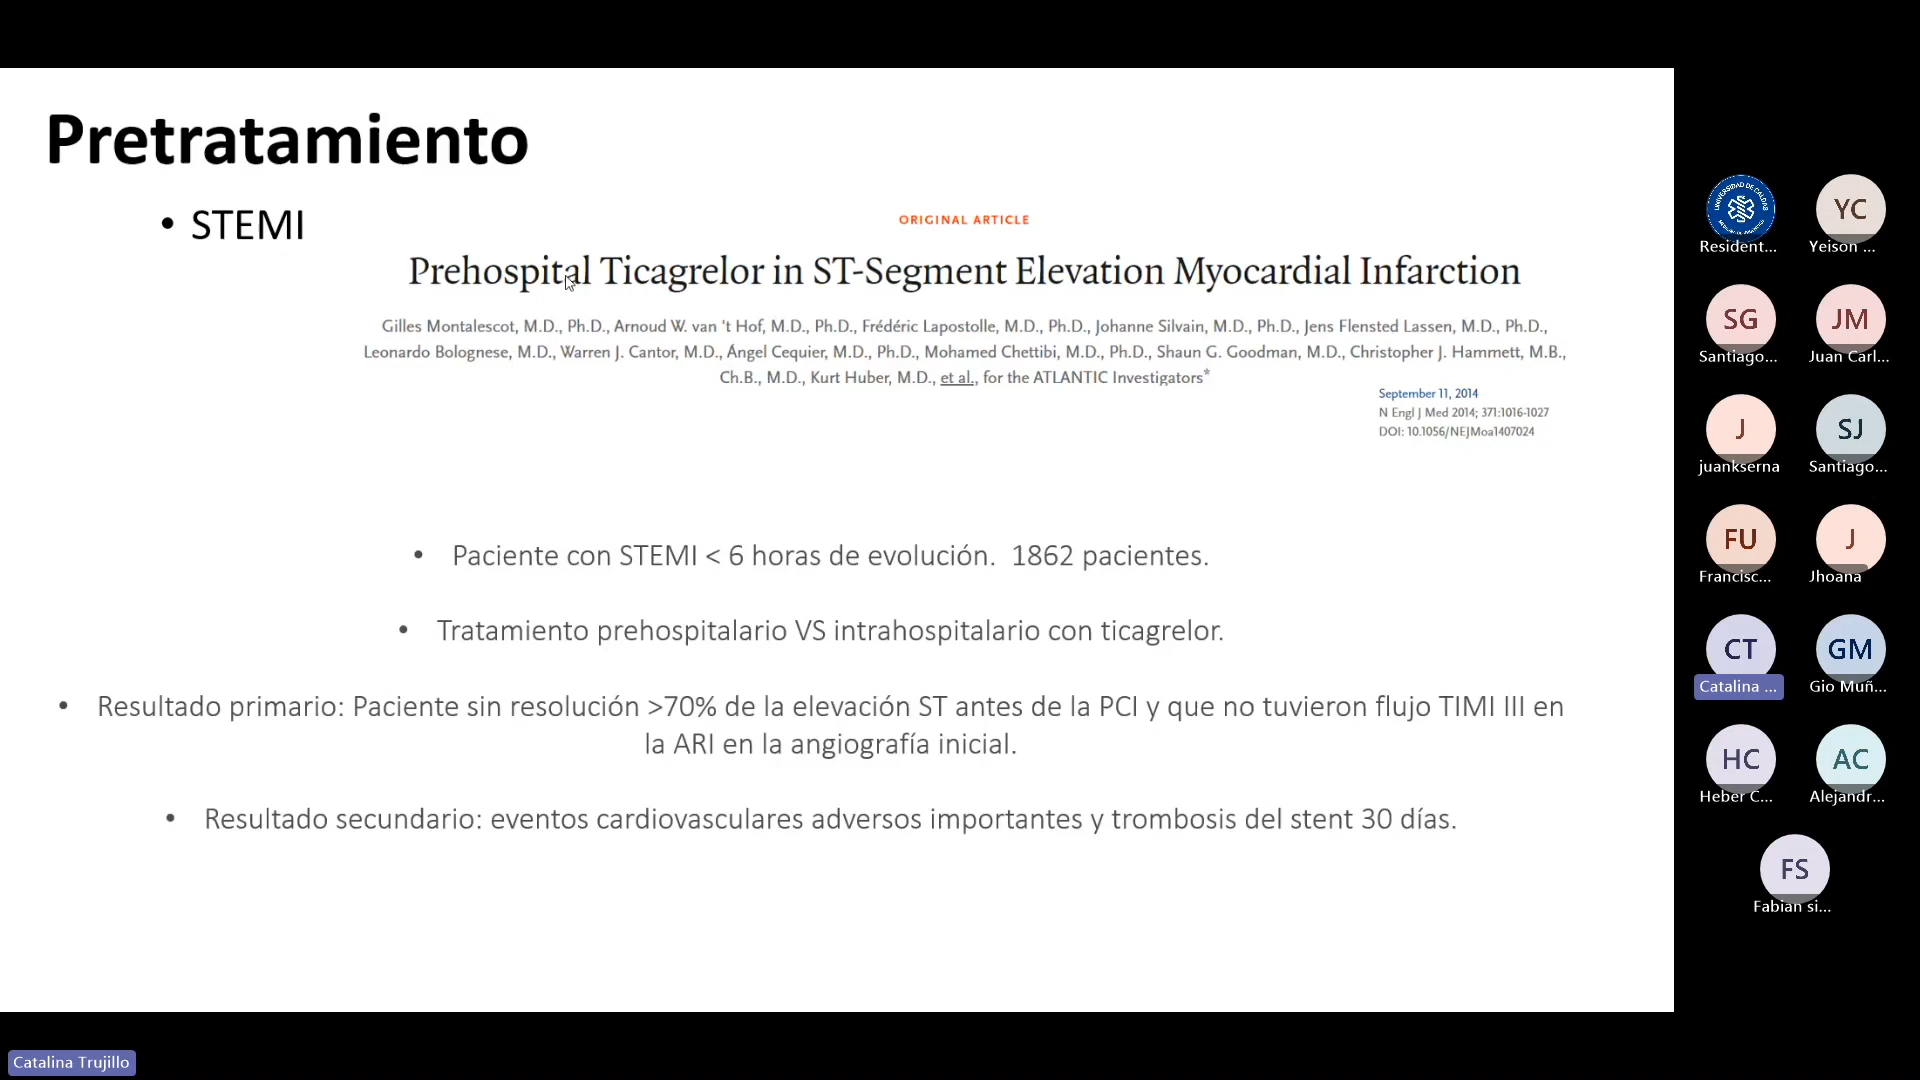 Pretratamiento
• STEMI
ORIGINAL ARTICLE
Prehospital Ticagrelor in ST-Segment Elevation Myocardial Infarction
Gilles Montalescot, M.D., Ph.D., Arnoud W. van 't Hof, M.D., Ph.D., Frédéric Lapostolle, M.D., Ph.D., Johanne Silvain, M.D., Ph.D., Jens Flensted Lassen, M.D., Ph.D.,
Leonardo Bolognese, M.D., Warren J. Cantor, M.D., Ángel Cequier, M.D., Ph.D., Mohamed Chettibi, M.D., Ph.D., Shaun G. Goodman, M.D., Christopher J. Hammett, M.B.,
Ch.B., M.D., Kurt Huber, M.D., et al., for the ATLANTIC Investigators*
September 11, 2014
N Engl J Med 2014; 371:1016-1027
DOI: 10.1056/NEJMoa1407024
• Paciente con STEMI < 6 horas de evolución. 1862 pacientes.
• Tratamiento prehospitalario VS intrahospitalario con ticagrelor.
• Resultado primario: Paciente sin resolución >70% de la elevación ST antes de la PCI y que no tuvieron flujo TIMI III en
la ARI en la angiografía inicial.
• Resultado secundario: eventos cardiovasculares adversos importantes y trombosis del stent 30 días.
UNIVERSIDAD DE CALDAS
Resident...
YC
Yeison ...
SG
Santiago...
JM
Juan Carl...
J
juankserna
SJ
Santiago...
FU
Francisc...
J
Jhoana
CT
Catalina ...
GM
Gio Muñ...
HC
Heber C...
AC
Alejandr...
FS
Fabian si...
Catalina Trujillo